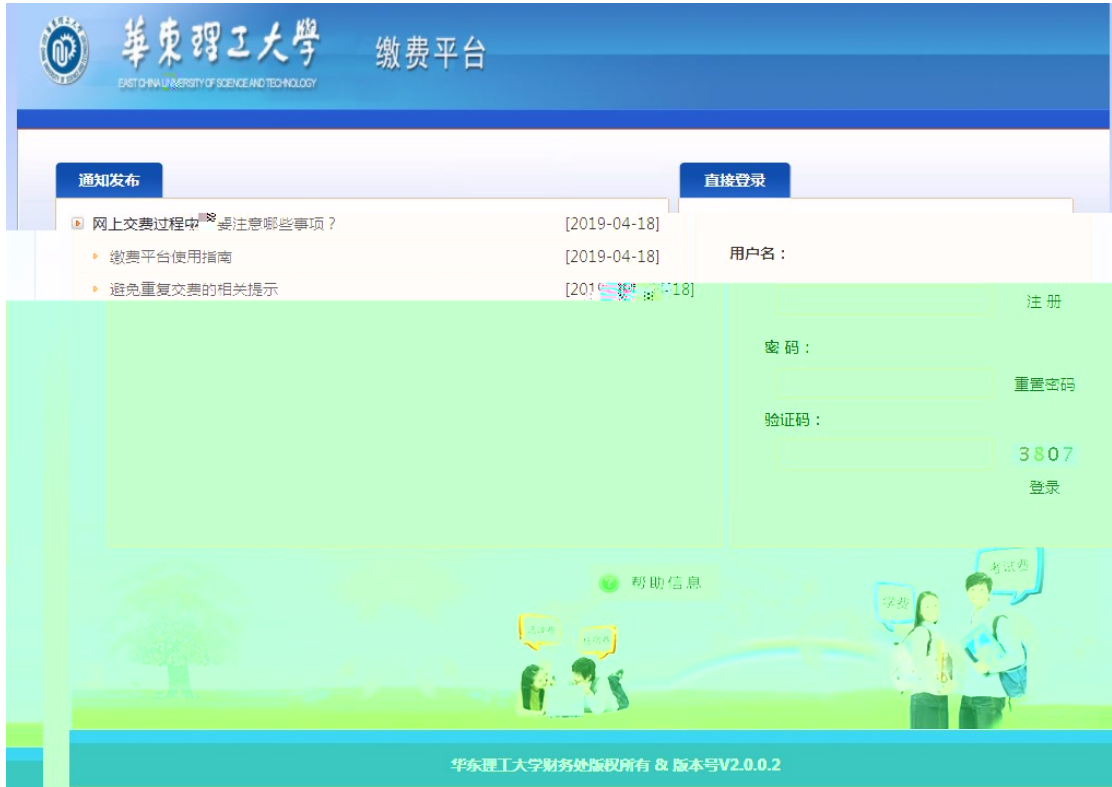 華東理工大學
EAST CHINA UNIVERSITY OF SCIENCE AND TECHNOLOGY
缴费平台
通知发布
网上交费过程中 要注意哪些事项？ [2019-04-18]
缴费平台使用指南 [2019-04-18]
避免重复交费的相关提示 [2019 18]
直接登录
用户名：
注 册
密 码：
重置密码
验证码：
3807
登录
帮助信息
考试费
学费
住宿费
华东理工大学财务处版权所有 & 版本号V2.0.0.2